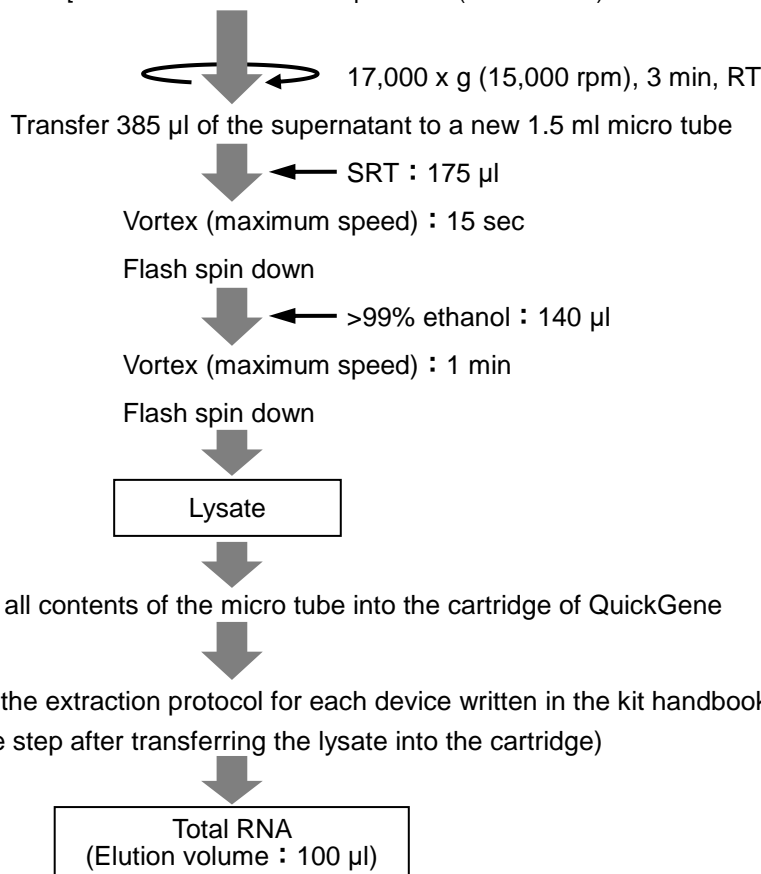 17,000 x g (15,000 rpm), 3 min, RT
Transfer 385 µl of the supernatant to a new 1.5 ml micro tube
SRT：175 µl
Vortex (maximum speed)：15 sec
Flash spin down
>99% ethanol：140 µl
Vortex (maximum speed)：1 min
Flash spin down
Lysate
all contents of the micro tube into the cartridge of QuickGene
the extraction protocol for each device written in the kit handbook
step after transferring the lysate into the cartridge)
Total RNA
(Elution volume：100 µl)